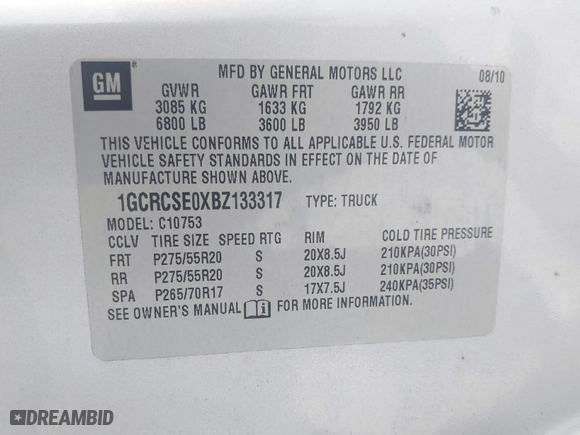 GM
®
MFD BY GENERAL MOTORS LLC 08/10
GVWR GAWR FRT GAWR RR
3085 KG 1633 KG 1792 KG
6800 LB 3600 LB 3950 LB
THIS VEHICLE CONFORMS TO ALL APPLICABLE U.S. FEDERAL MOTOR
VEHICLE SAFETY STANDARDS IN EFFECT ON THE DATE OF
MANUFACTURE SHOWN ABOVE.
1GCRCSE0XBZ133317 TYPE: TRUCK
MODEL: C10753
CCLV TIRE SIZE SPEED RTG RIM COLD TIRE PRESSURE
FRT P275/55R20 S 20X8.5J 210KPA(30PSI)
RR P275/55R20 S 20X8.5J 210KPA(30PSI)
SPA P265/70R17 S 17X7.5J 240KPA(35PSI)
SEE OWNER'S MANUAL FOR MORE INFORMATION.
DREAMBID